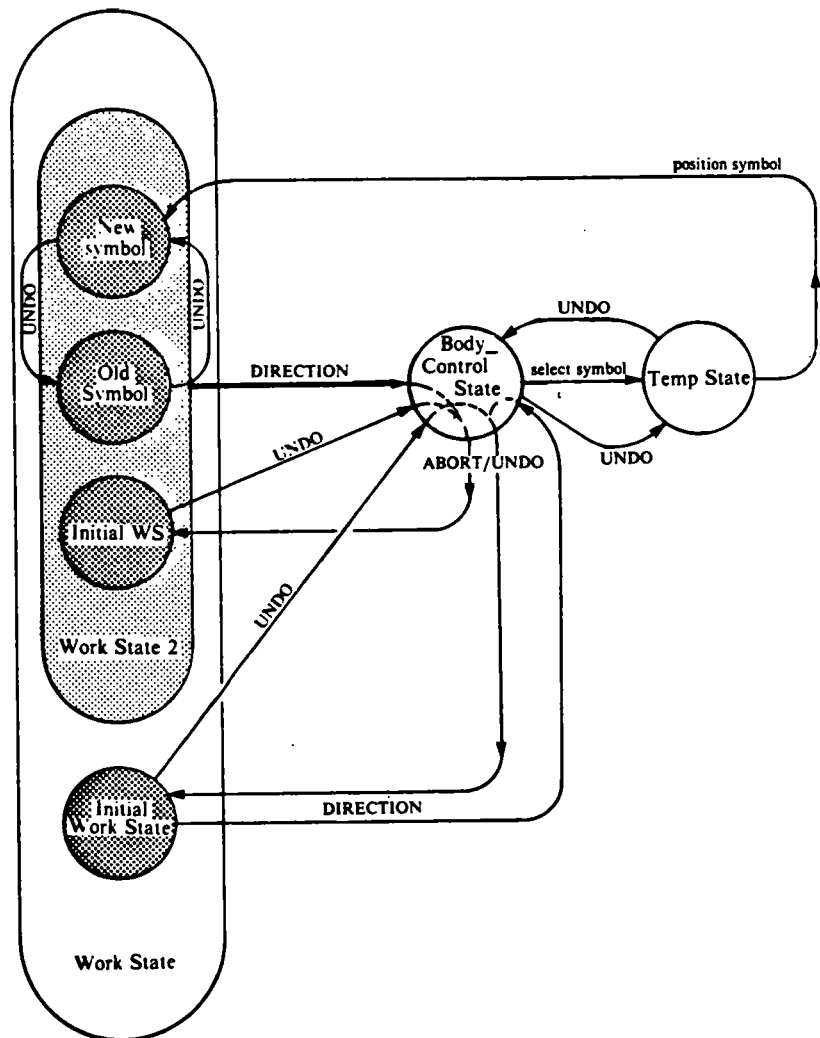 position symbol
New
symbol
UNDO
UNDO
UNDO
Old
Symbol
DIRECTION
Body_
Control
State
select symbol
Temp State
UNDO
UNDO
ABORT/UNDO
Initial WS
UNDO
Work State 2
Initial
Work State
DIRECTION
Work State